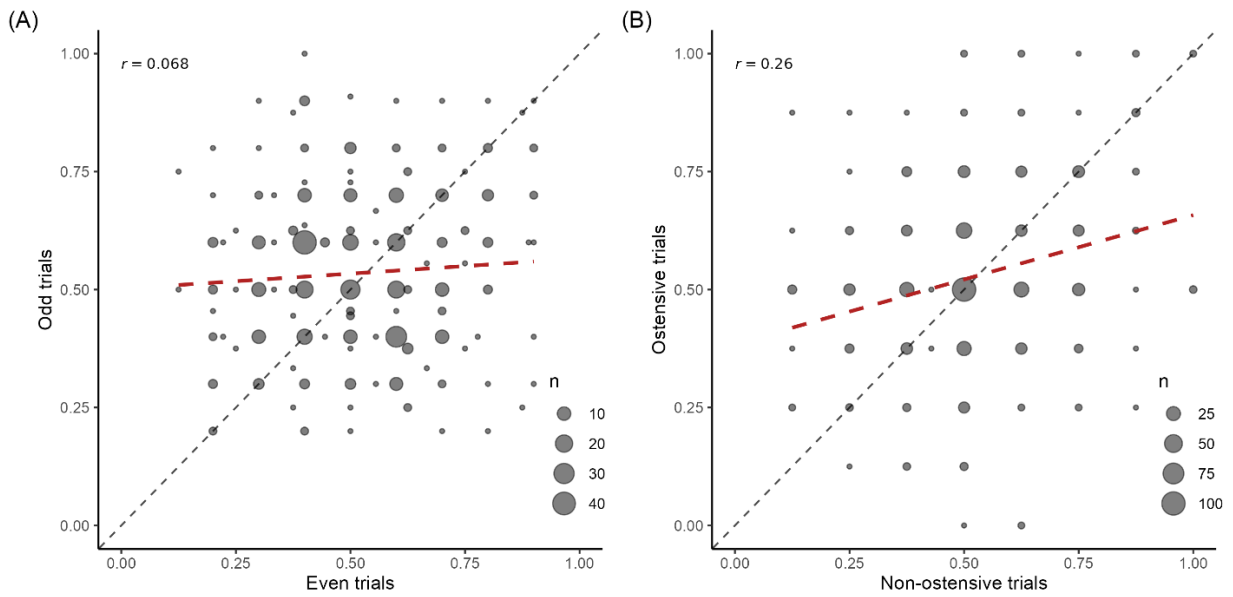 (A)
r = 0.068
1.00
0.75
0.50
0.25
0.00
Odd trials
0.00 0.25 0.50 0.75 1.00
Even trials
n
10
20
30
40
(B)
r = 0.26
1.00
0.75
0.50
0.25
0.00
Ostensive trials
0.00 0.25 0.50 0.75 1.00
Non-ostensive trials
n
25
50
75
100